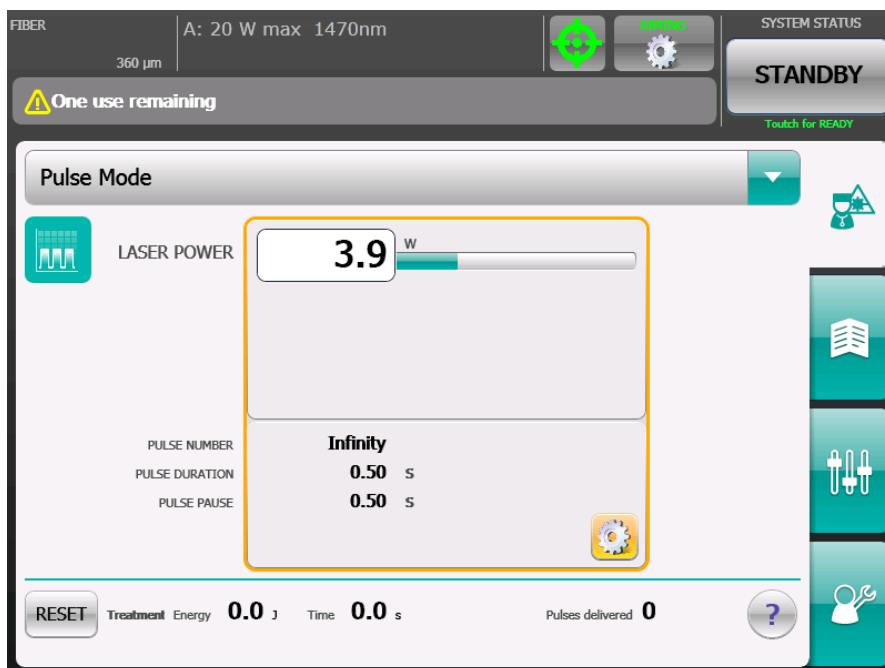 FIBER
360 µm
A: 20 W max 1470nm
AIMING
SYSTEM STATUS
STANDBY
Toutch for READY
One use remaining
Pulse Mode
LASER POWER 3.9 W
PULSE NUMBER Infinity
PULSE DURATION 0.50 s
PULSE PAUSE 0.50 s
RESET Treatment Energy 0.0 J Time 0.0 s Pulses delivered 0 ?